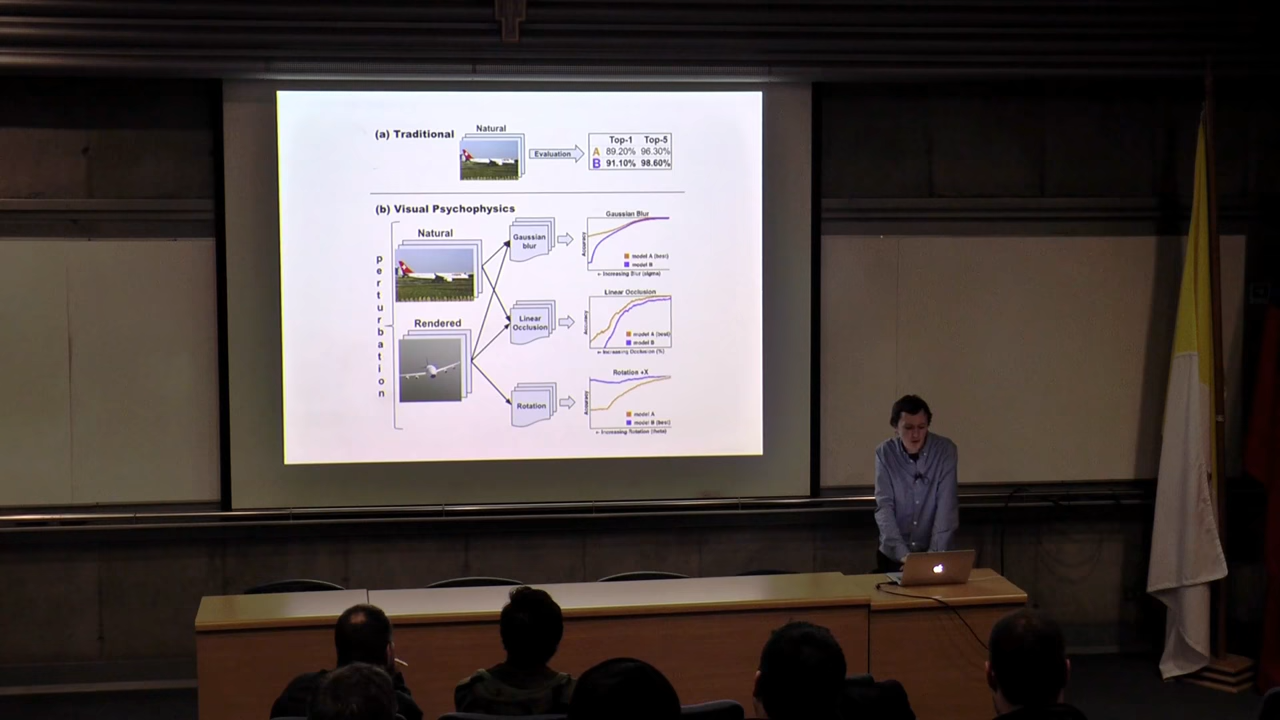 (a) Traditional
Natural
Evaluation
Top-1 Top-5
A 89.20% 96.30%
B 91.10% 98.60%
(b) Visual Psychophysics
Natural
Rendered
perturbation
Gaussian
blur
Linear
Occlusion
Rotation
Gaussian Blur
Accuracy
model A (best)
model B
← Increasing Blur (sigma)
Linear Occlusion
Accuracy
model A (best)
model B
← Increasing Occlusion (%)
Rotation +X
Accuracy
model A
model B (best)
← Increasing Rotation (theta)